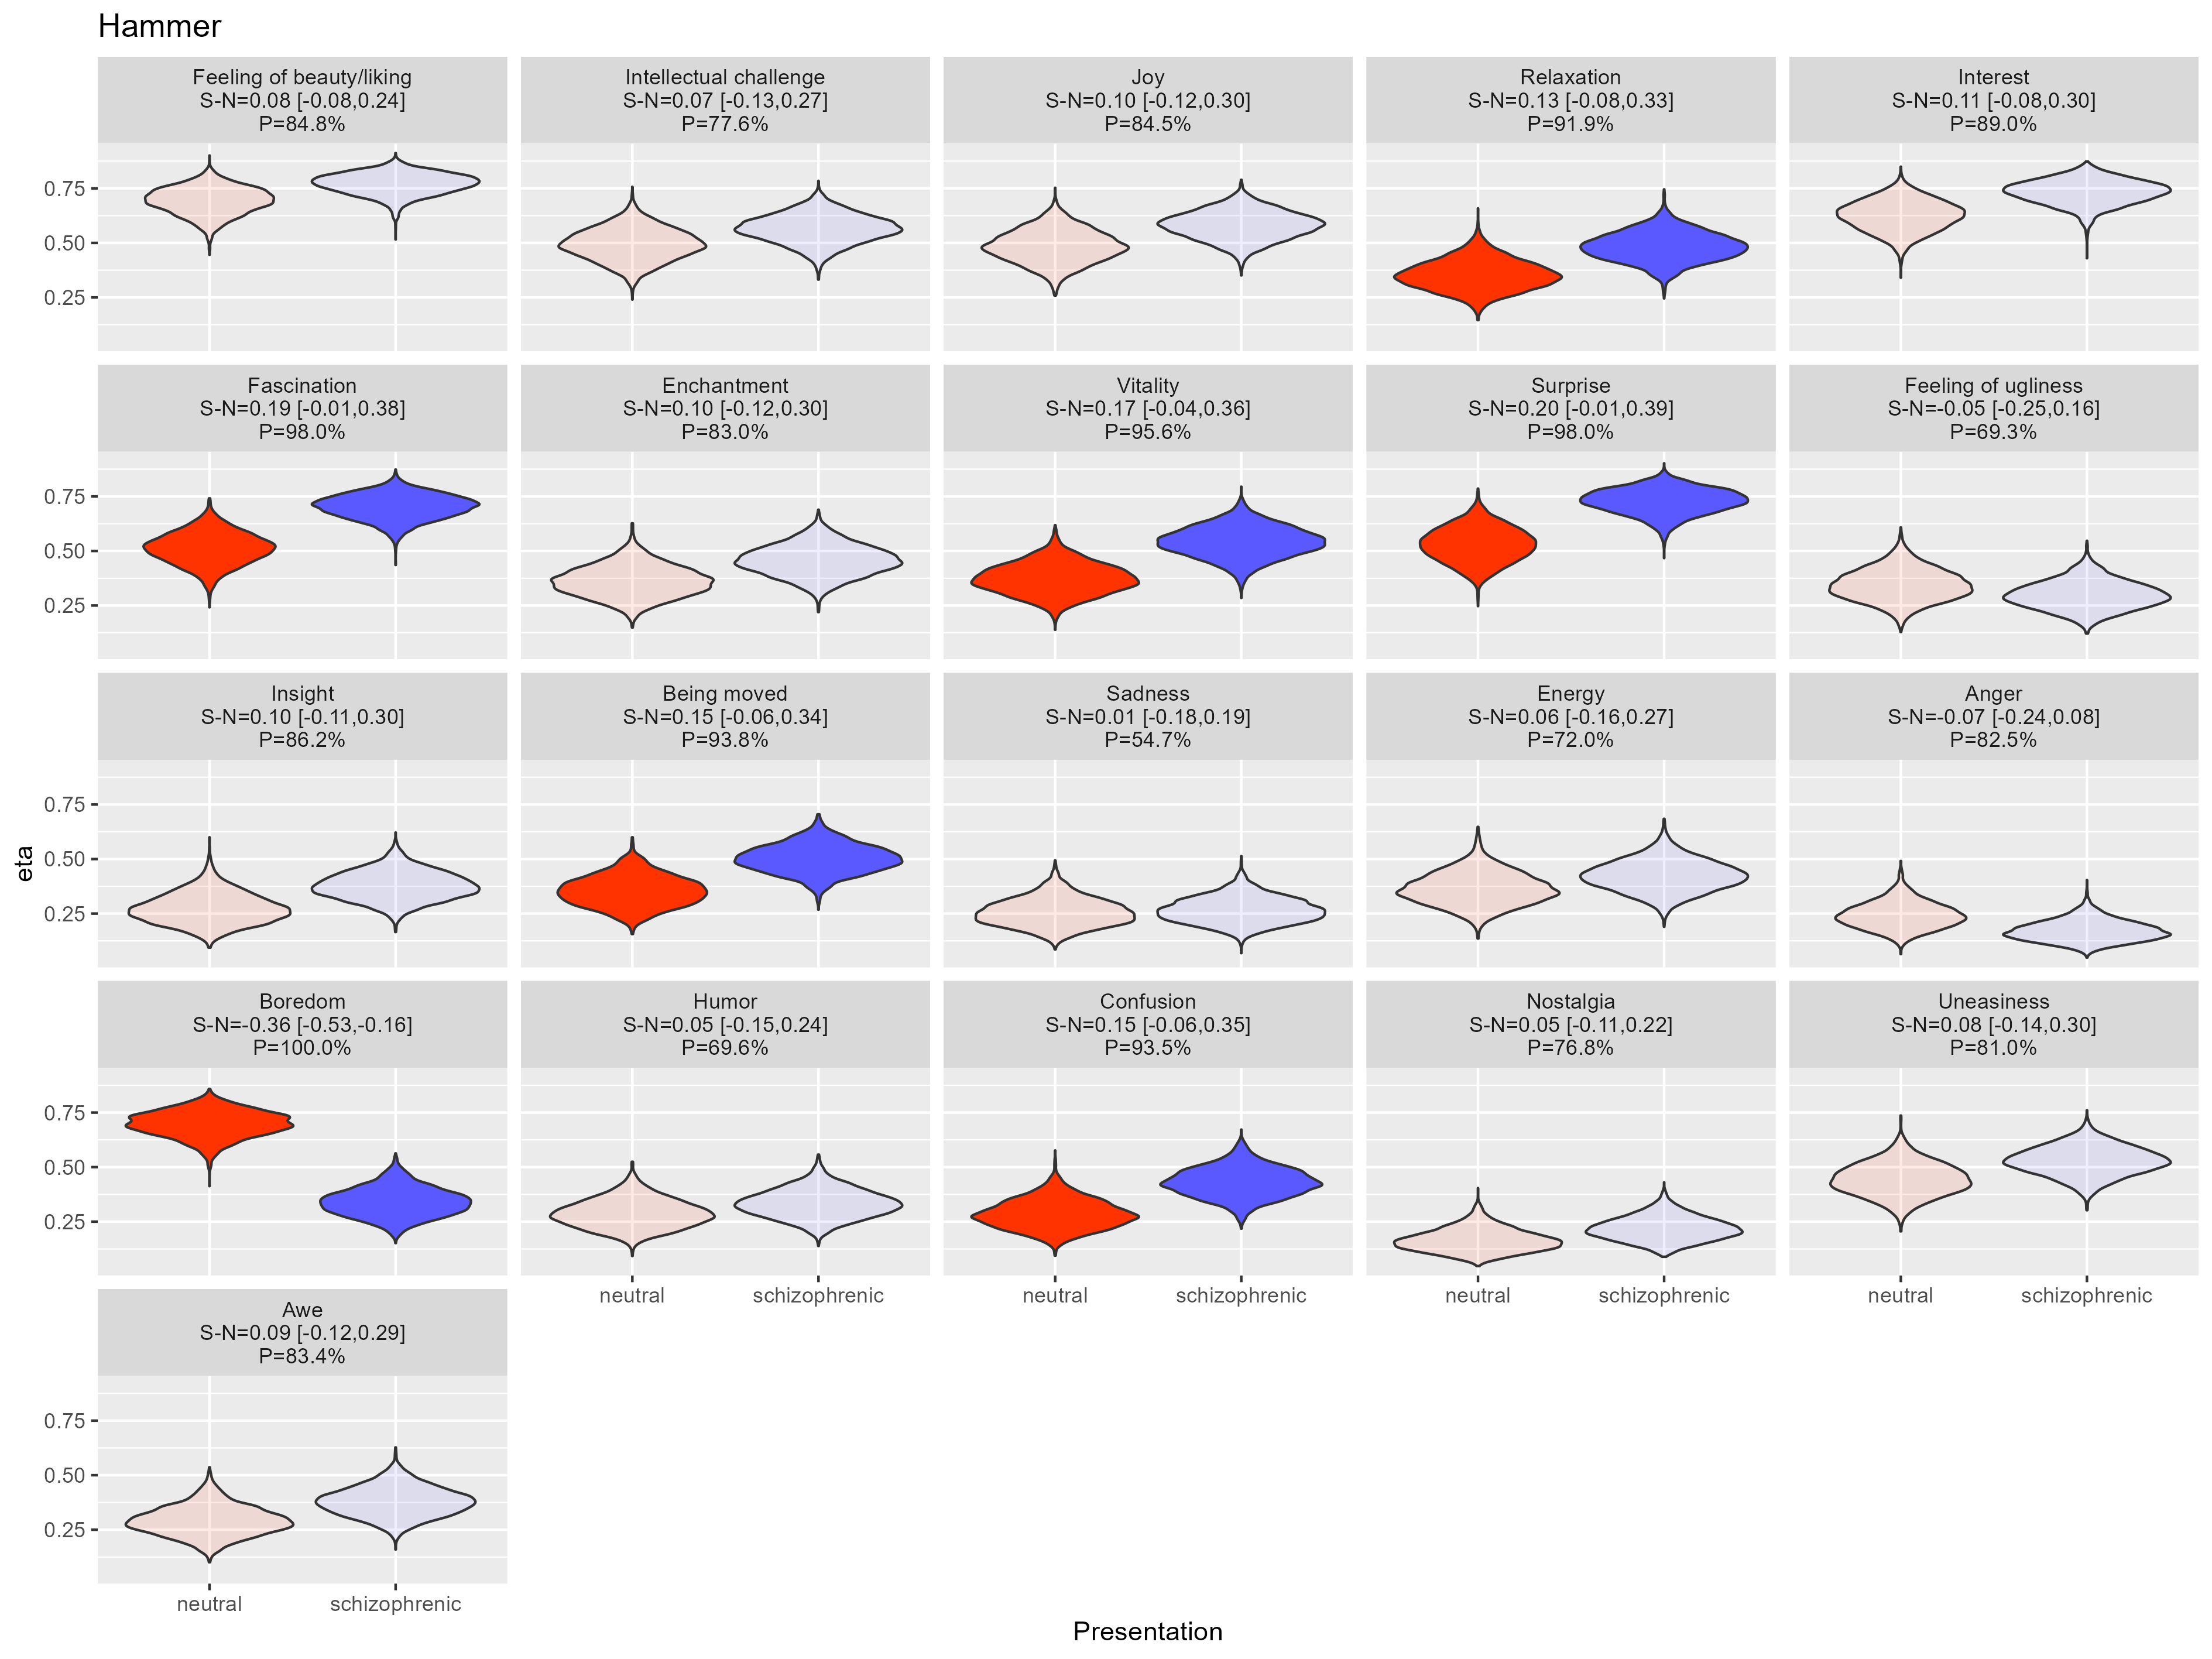 Hammer
Feeling of beauty/liking
S-N=0.08 [-0.08,0.24]
P=84.8%
Intellectual challenge
S-N=0.07 [-0.13,0.27]
P=77.6%
Joy
S-N=0.10 [-0.12,0.30]
P=84.5%
Relaxation
S-N=0.13 [-0.08,0.33]
P=91.9%
Interest
S-N=0.11 [-0.08,0.30]
P=89.0%
0.75
0.50
0.25
Fascination
S-N=0.19 [-0.01,0.38]
P=98.0%
Enchantment
S-N=0.10 [-0.12,0.30]
P=83.0%
Vitality
S-N=0.17 [-0.04,0.36]
P=95.6%
Surprise
S-N=0.20 [-0.01,0.39]
P=98.0%
Feeling of ugliness
S-N=-0.05 [-0.25,0.16]
P=69.3%
0.75
0.50
0.25
Insight
S-N=0.10 [-0.11,0.30]
P=86.2%
Being moved
S-N=0.15 [-0.06,0.34]
P=93.8%
Sadness
S-N=0.01 [-0.18,0.19]
P=54.7%
Energy
S-N=0.06 [-0.16,0.27]
P=72.0%
Anger
S-N=-0.07 [-0.24,0.08]
P=82.5%
0.75
0.50
0.25
eta
Boredom
S-N=-0.36 [-0.53,-0.16]
P=100.0%
Humor
S-N=0.05 [-0.15,0.24]
P=69.6%
Confusion
S-N=0.15 [-0.06,0.35]
P=93.5%
Nostalgia
S-N=0.05 [-0.11,0.22]
P=76.8%
Uneasiness
S-N=0.08 [-0.14,0.30]
P=81.0%
0.75
0.50
0.25
neutral
schizophrenic
neutral
schizophrenic
neutral
schizophrenic
neutral
schizophrenic
Awe
S-N=0.09 [-0.12,0.29]
P=83.4%
0.75
0.50
0.25
neutral
schizophrenic
Presentation